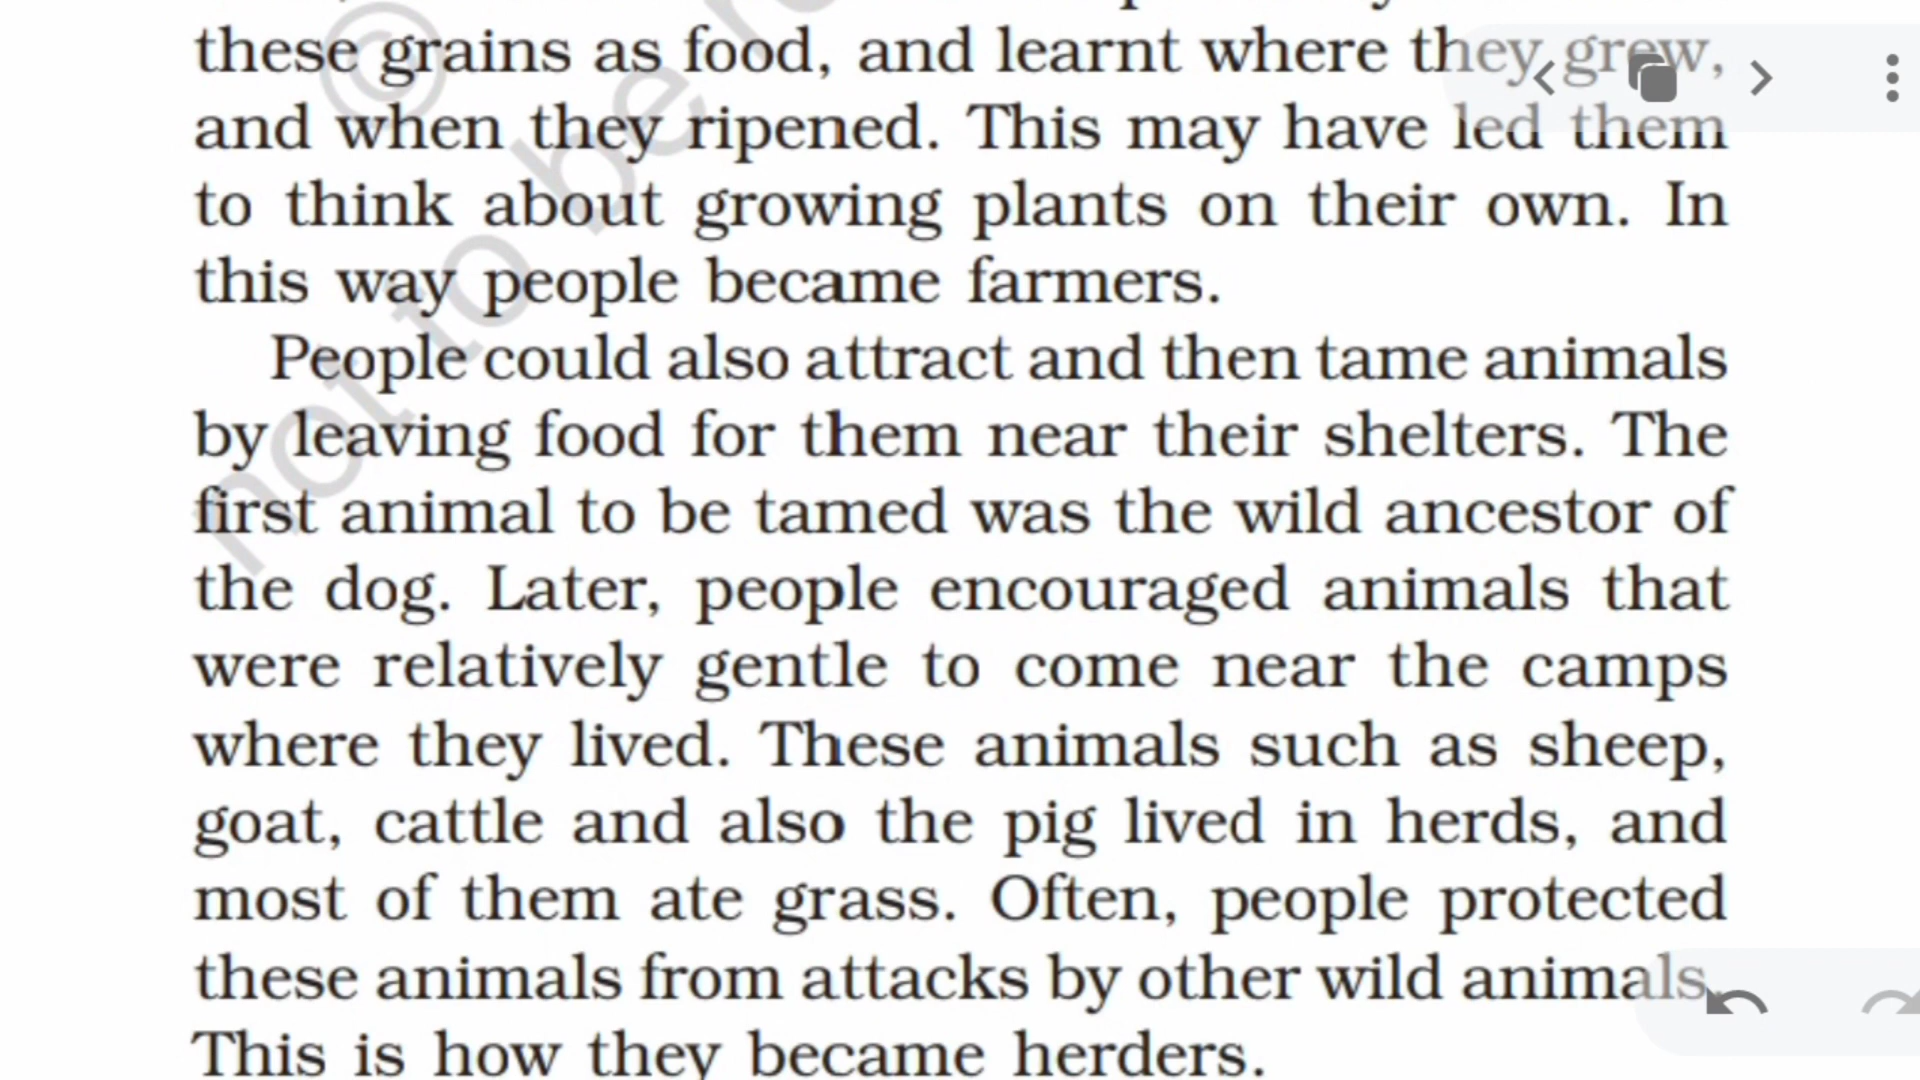 these grains as food, and learnt where they grew,
and when they ripened. This may have led them
to think about growing plants on their own. In
this way people became farmers.
People could also attract and then tame animals
by leaving food for them near their shelters. The
first animal to be tamed was the wild ancestor of
the dog. Later, people encouraged animals that
were relatively gentle to come near the camps
where they lived. These animals such as sheep,
goat, cattle and also the pig lived in herds, and
most of them ate grass. Often, people protected
these animals from attacks by other wild animals.
This is how they became herders.
© not to be